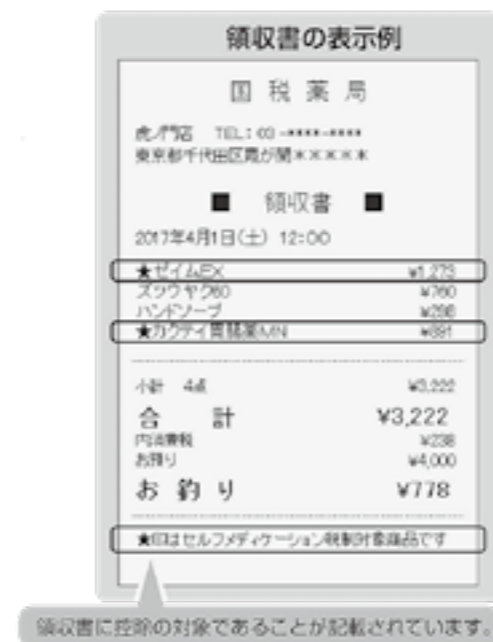 領収書の表示例
国税薬局
虎ノ門店 TEL:03-****-****
東京都千代田区霞が関*****
■ 領収書 ■
2017年4月1日(土) 12:00
★ゼイムEX ¥1,273
ズツウヤク60 ¥760
ハンドソープ ¥298
★カクテイ胃腸薬MN ¥891
小計 4点 ¥3,222
合計 ¥3,222
内消費税 ¥238
お預り ¥4,000
お釣り ¥778
★印はセルフメディケーション税制対象商品です
領収書に控除の対象であることが記載されています。